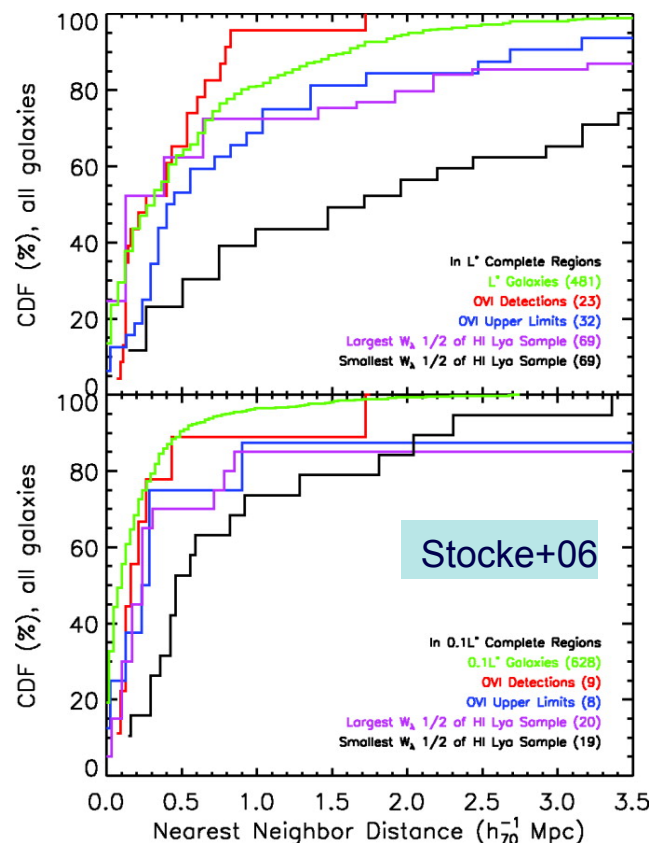 100
80
60
40
20
0
CDF (%), all galaxies
In L* Complete Regions
L* Galaxies (481)
OVI Detections (23)
OVI Upper Limits (32)
Largest Wλ 1/2 of HI Lya Sample (69)
Smallest Wλ 1/2 of HI Lya Sample (69)
100
80
60
40
20
0
CDF (%), all galaxies
Stocke+06
In 0.1L* Complete Regions
0.1L* Galaxies (628)
OVI Detections (9)
OVI Upper Limits (8)
Largest Wλ 1/2 of HI Lya Sample (20)
Smallest Wλ 1/2 of HI Lya Sample (19)
0.0 0.5 1.0 1.5 2.0 2.5 3.0 3.5
Nearest Neighbor Distance (h₇₀⁻¹ Mpc)